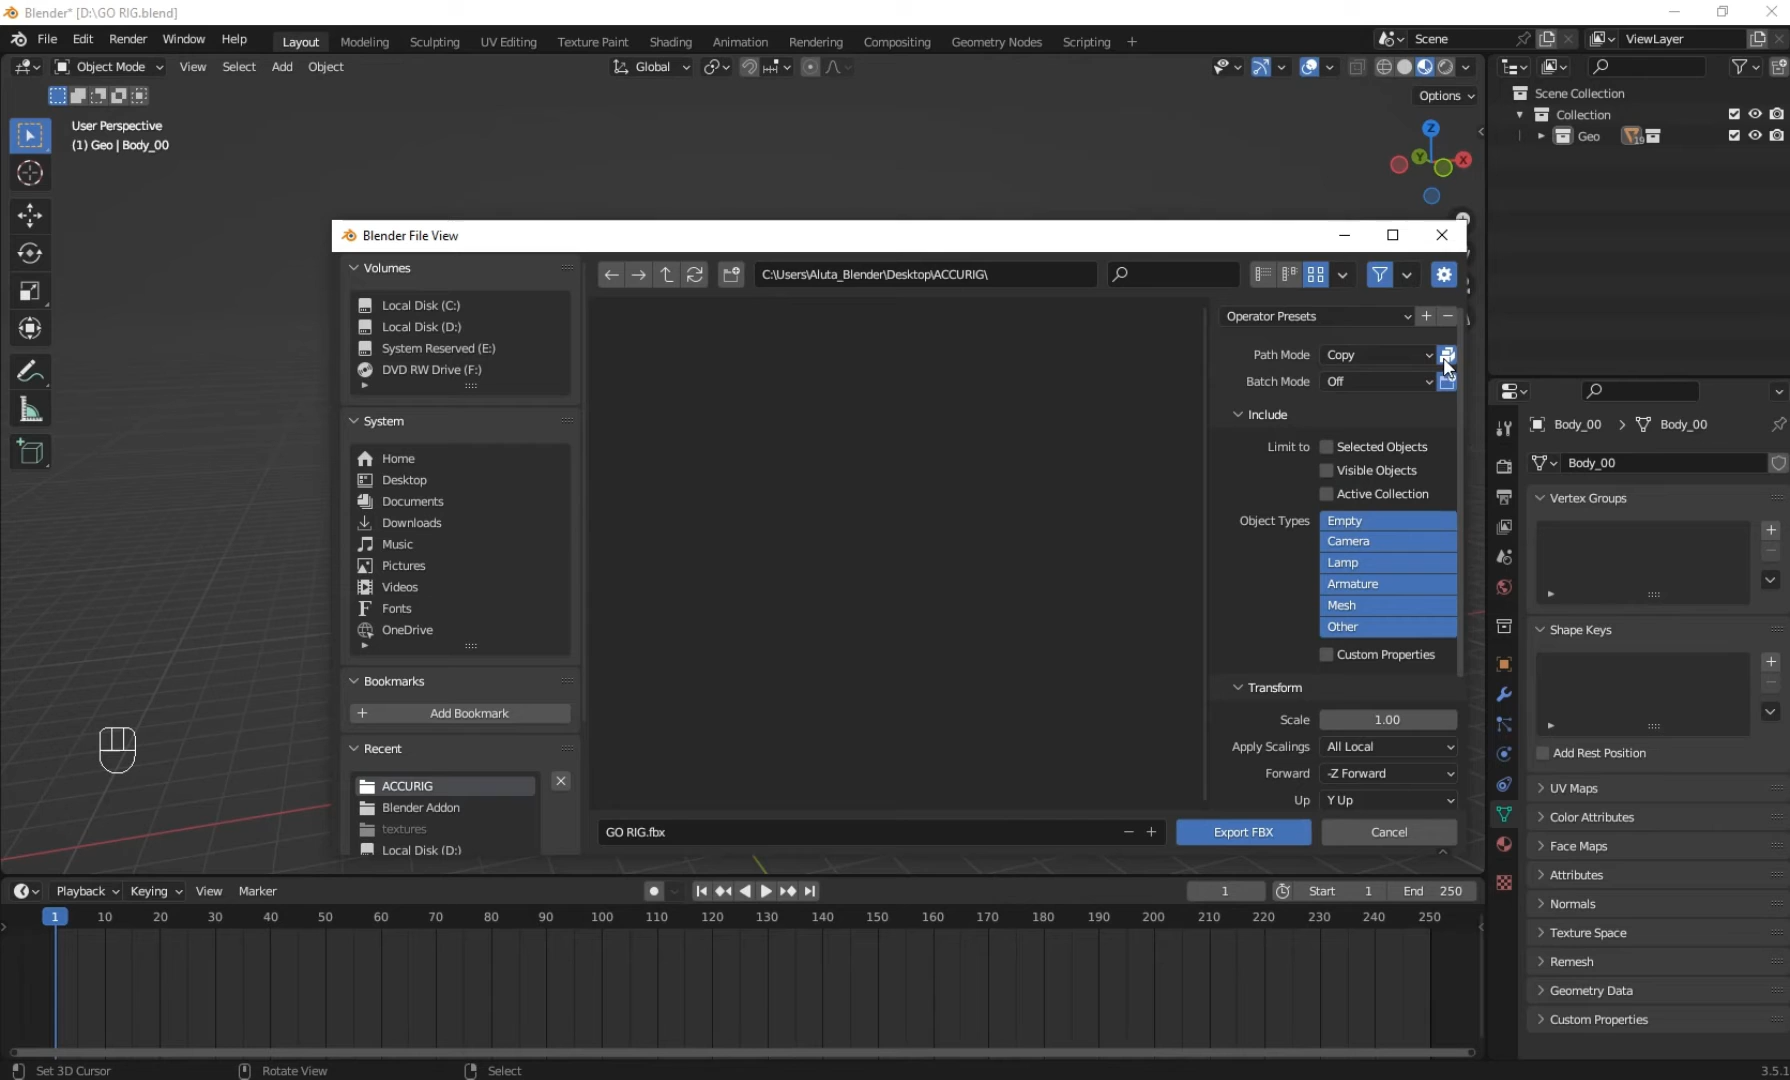 Blender* [D:\GO RIG.blend]
File Edit Render Window Help Layout Modeling Sculpting UV Editing Texture Paint Shading Animation Rendering Compositing Geometry Nodes Scripting + Scene ViewLayer
Object Mode View Select Add Object Global
Options
User Perspective
(1) Geo | Body_00
Z
Y
X
Scene Collection
Collection
Geo 19
Blender File View
Volumes
Local Disk (C:)
Local Disk (D:)
System Reserved (E:)
DVD RW Drive (F:)
System
Home
Desktop
Documents
Downloads
Music
Pictures
Videos
Fonts
OneDrive
Bookmarks
+ Add Bookmark
Recent
ACCURIG
Blender Addon
textures
Local Disk (D:)
C:\Users\Aluta_Blender\Desktop\ACCURIG\
GO RIG.fbx
Operator Presets
Path Mode Copy
Batch Mode Off
Include
Limit to Selected Objects
Visible Objects
Active Collection
Object Types Empty
Camera
Lamp
Armature
Mesh
Other
Custom Properties
Transform
Scale 1.00
Apply Scalings All Local
Forward -Z Forward
Up Y Up
Export FBX Cancel
Body_00 Body_00
Body_00
Vertex Groups
Shape Keys
Add Rest Position
UV Maps
Color Attributes
Face Maps
Attributes
Normals
Texture Space
Remesh
Geometry Data
Custom Properties
Playback Keying View Marker 1 Start 1 End 250
1 10 20 30 40 50 60 70 80 90 100 110 120 130 140 150 160 170 180 190 200 210 220 230 240 250
Set 3D Cursor Rotate View Select 3.5.1